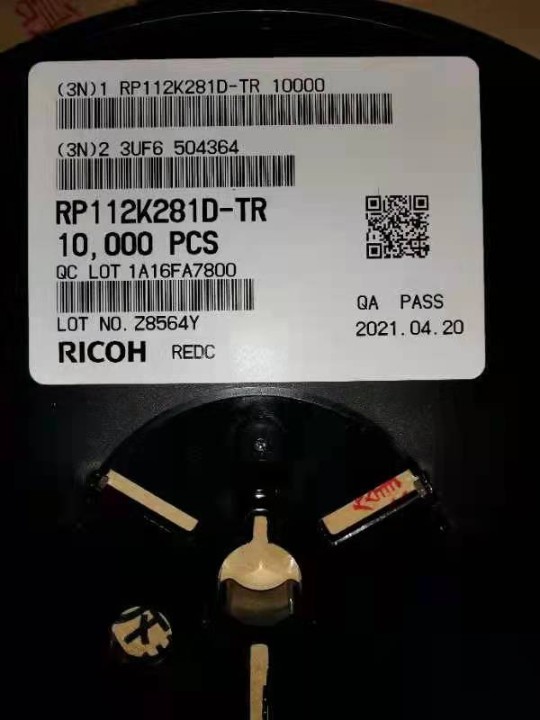 (3N)1 RP112K281D-TR 10000
(3N)2 3UF6 504364
RP112K281D-TR
10,000 PCS
QC LOT 1A16FA7800
LOT NO. Z8564Y
QA PASS
2021.04.20
RICOH REDC